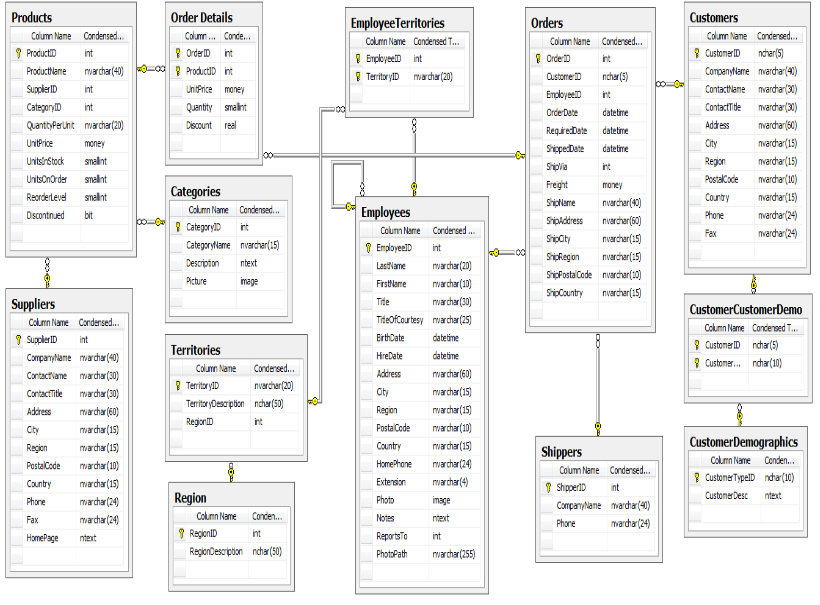 Products
Column Name Condensed...
ProductID int
ProductName nvarchar(40)
SupplierID int
CategoryID int
QuantityPerUnit nvarchar(20)
UnitPrice money
UnitsInStock smallint
UnitsOnOrder smallint
ReorderLevel smallint
Discontinued bit
Order Details
Column ... Conde...
OrderID int
ProductID int
UnitPrice money
Quantity smallint
Discount real
EmployeeTerritories
Column Name Condensed T...
EmployeeID int
TerritoryID nvarchar(20)
Orders
Column Name Condensed...
OrderID int
CustomerID nchar(5)
EmployeeID int
OrderDate datetime
RequiredDate datetime
ShippedDate datetime
ShipVia int
Freight money
ShipName nvarchar(40)
ShipAddress nvarchar(60)
ShipCity nvarchar(15)
ShipRegion nvarchar(15)
ShipPostalCode nvarchar(10)
ShipCountry nvarchar(15)
Customers
Column Name Condensed...
CustomerID nchar(5)
CompanyName nvarchar(40)
ContactName nvarchar(30)
ContactTitle nvarchar(30)
Address nvarchar(60)
City nvarchar(15)
Region nvarchar(15)
PostalCode nvarchar(10)
Country nvarchar(15)
Phone nvarchar(24)
Fax nvarchar(24)
Categories
Column Name Condensed...
CategoryID int
CategoryName nvarchar(15)
Description ntext
Picture image
Employees
Column Name Condensed ...
EmployeeID int
LastName nvarchar(20)
FirstName nvarchar(10)
Title nvarchar(30)
TitleOfCourtesy nvarchar(25)
BirthDate datetime
HireDate datetime
Address nvarchar(60)
City nvarchar(15)
Region nvarchar(15)
PostalCode nvarchar(10)
Country nvarchar(15)
HomePhone nvarchar(24)
Extension nvarchar(4)
Photo image
Notes ntext
ReportsTo int
PhotoPath nvarchar(255)
Suppliers
Column Name Condensed...
SupplierID int
CompanyName nvarchar(40)
ContactName nvarchar(30)
ContactTitle nvarchar(30)
Address nvarchar(60)
City nvarchar(15)
Region nvarchar(15)
PostalCode nvarchar(10)
Country nvarchar(15)
Phone nvarchar(24)
Fax nvarchar(24)
HomePage ntext
Territories
Column Name Condensed...
TerritoryID nvarchar(20)
TerritoryDescription nchar(50)
RegionID int
Region
Column Name Conden...
RegionID int
RegionDescription nchar(50)
CustomerCustomerDemo
Column Name Condensed T...
CustomerID nchar(5)
Customer... nchar(10)
Shippers
Column Name Condensed...
ShipperID int
CompanyName nvarchar(40)
Phone nvarchar(24)
CustomerDemographics
Column Name Conden...
CustomerTypeID nchar(10)
CustomerDesc ntext